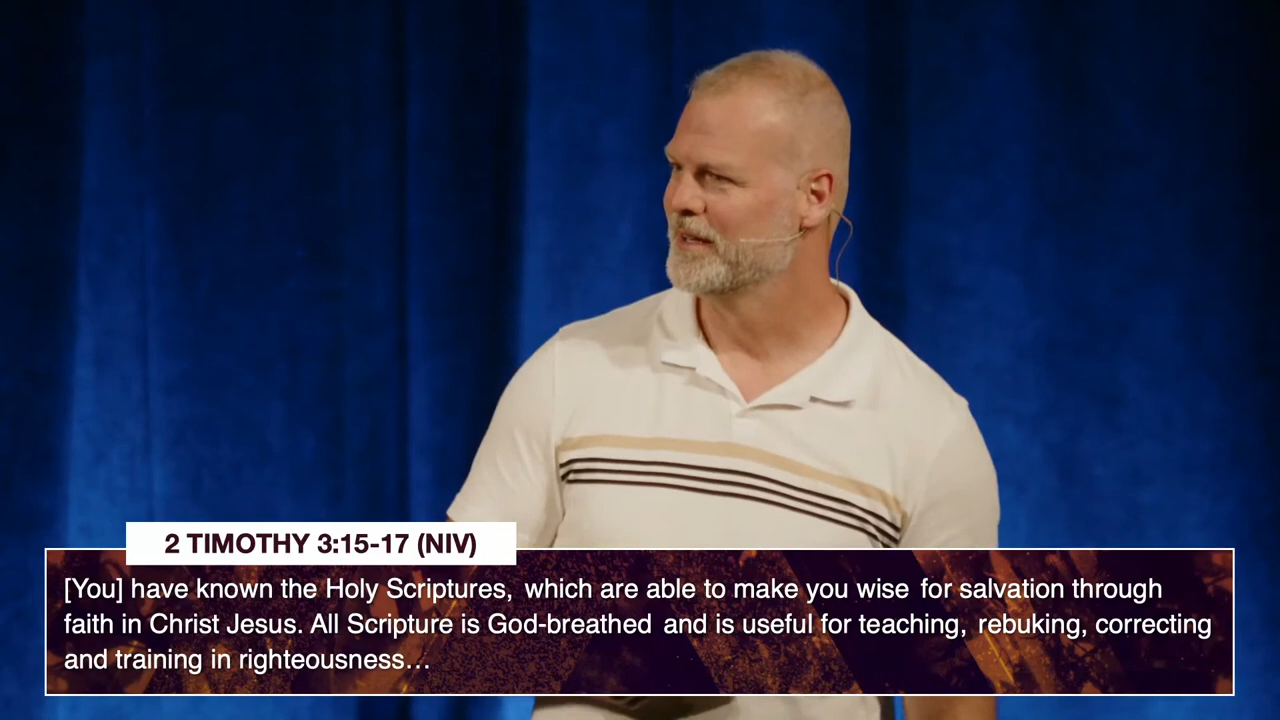 2 TIMOTHY 3:15-17 (NIV)
[You] have known the Holy Scriptures, which are able to make you wise for salvation through
faith in Christ Jesus. All Scripture is God-breathed and is useful for teaching, rebuking, correcting
and training in righteousness…